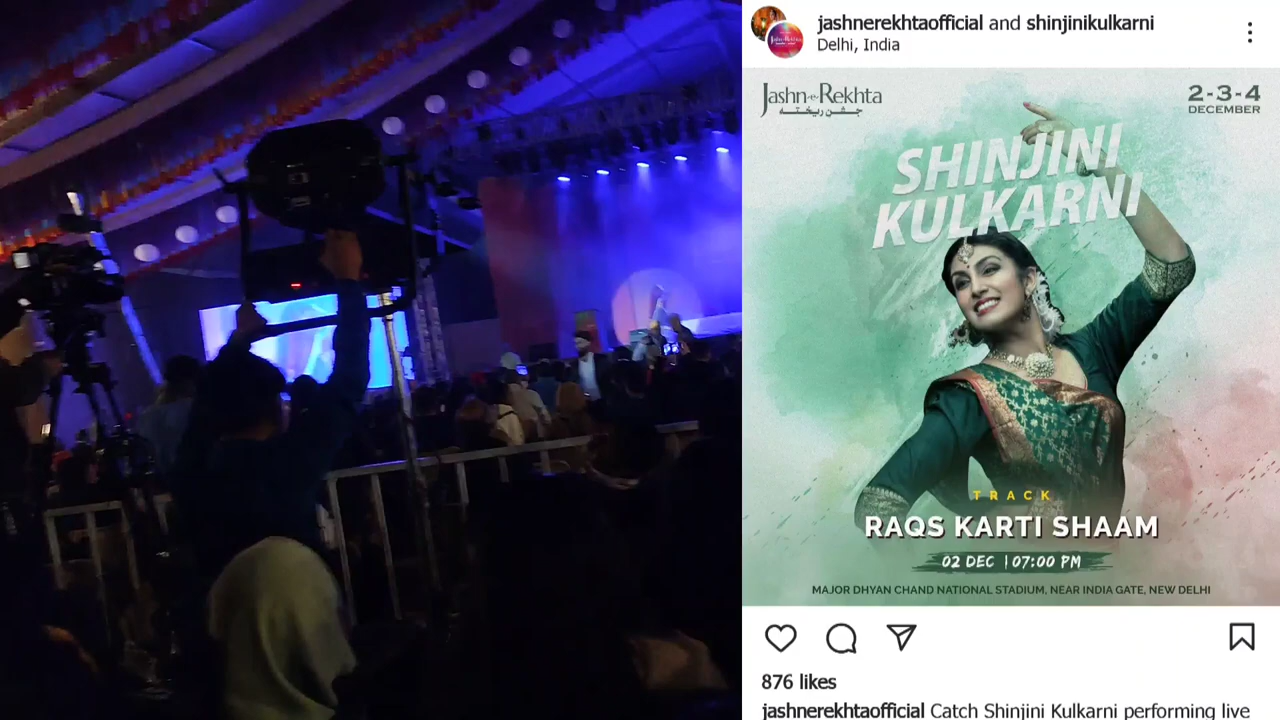 jashnerekhtaofficial and shinjinikulkarni
Delhi, India
Jashn-e-Rekhta
جشن ریختہ
2-3-4
DECEMBER
SHINJINI
KULKARNI
TRACK
RAQS KARTI SHAAM
02 DEC | 07:00 PM
MAJOR DHYAN CHAND NATIONAL STADIUM, NEAR INDIA GATE, NEW DELHI
876 likes
jashnerekhtaofficial Catch Shinjini Kulkarni performing live